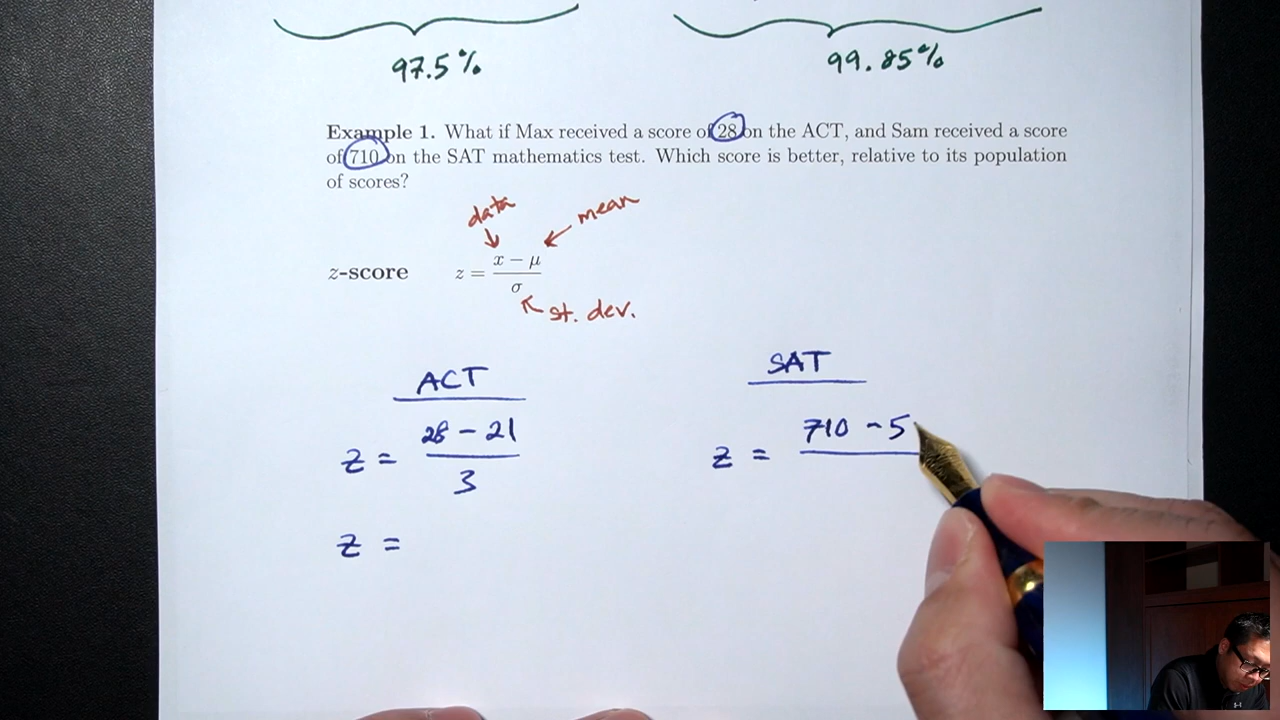 97.5%
99.85%
Example 1. What if Max received a score of 28 on the ACT, and Sam received a score
of 710 on the SAT mathematics test. Which score is better, relative to its population
of scores?
data
mean
z-score z = x − μ / σ
st. dev.
ACT
SAT
z = 28 − 21 / 3
z = 710 − 5
z =